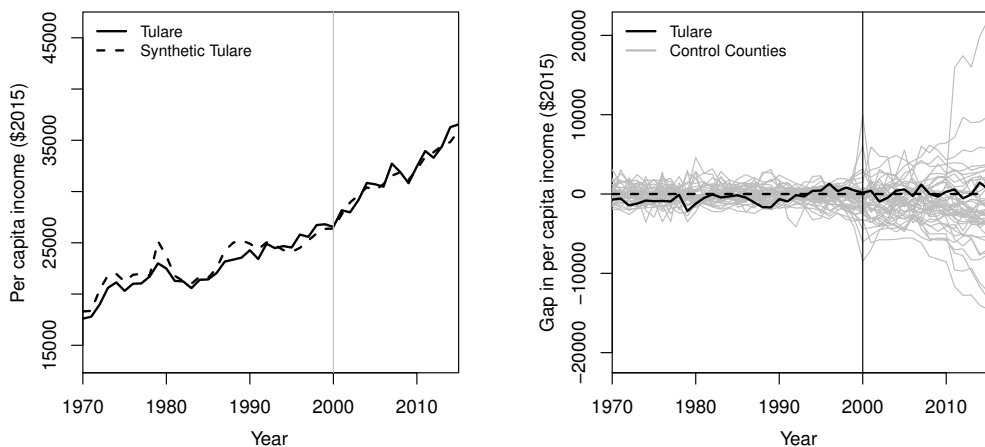 Tulare
Synthetic Tulare
Per capita income ($2015)
45000
35000
25000
15000
1970
1980
1990
2000
2010
Year
Tulare
Control Counties
Gap in per capita income ($2015)
20000
10000
0
−10000
−20000
1970
1980
1990
2000
2010
Year